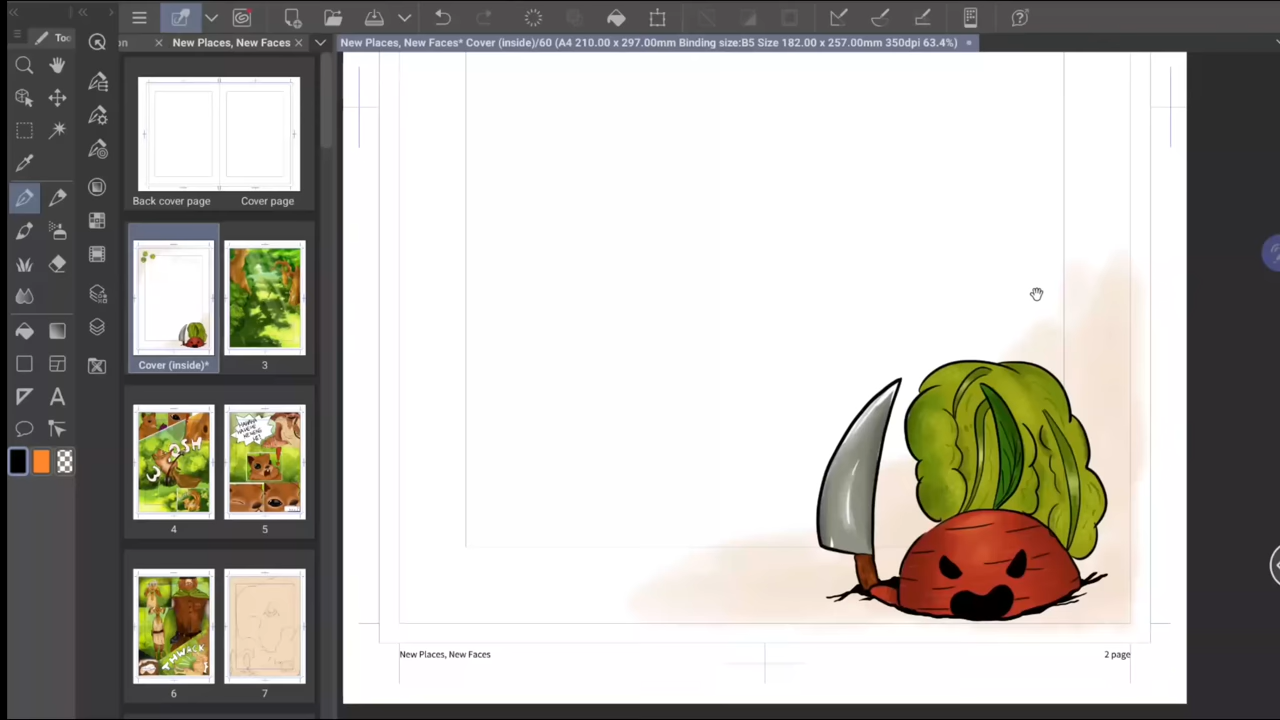 Too
on
New Places, New Faces
New Places, New Faces* Cover (inside)/60 (A4 210.00 x 297.00mm Binding size:B5 Size 182.00 x 257.00mm 350dpi 63.4%)
Back cover page
Cover page
Cover (inside)*
3
4
5
6
7
THWACK
New Places, New Faces
2 page